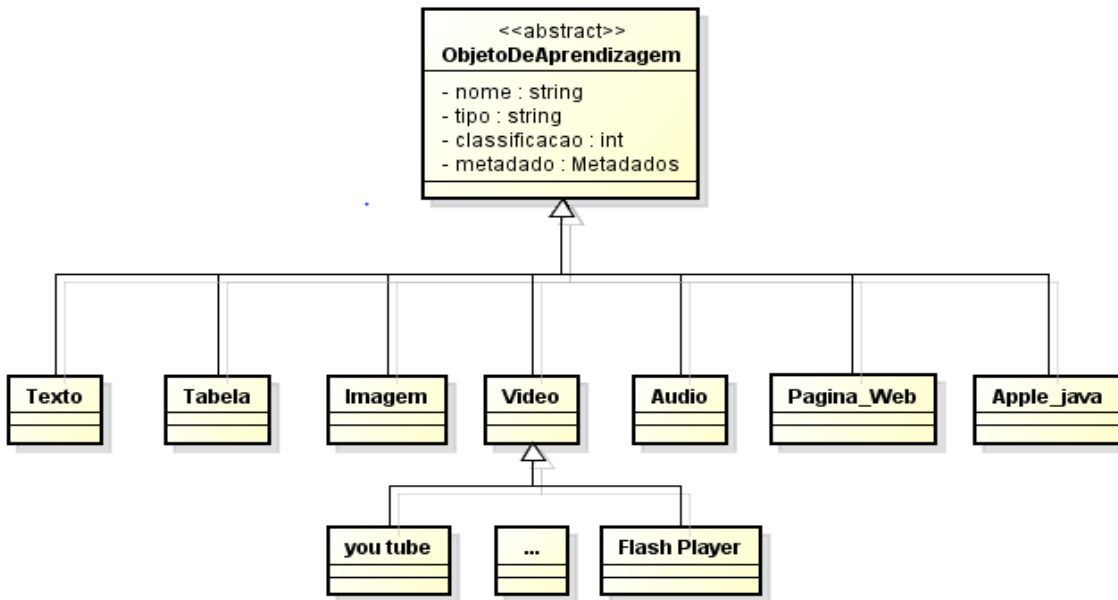 <<abstract>>
ObjetoDeAprendizagem
- nome : string
- tipo : string
- classificacao : int
- metadado : Metadados
Texto
Tabela
Imagem
Video
Audio
Pagina_Web
Apple_java
you tube
...
Flash Player